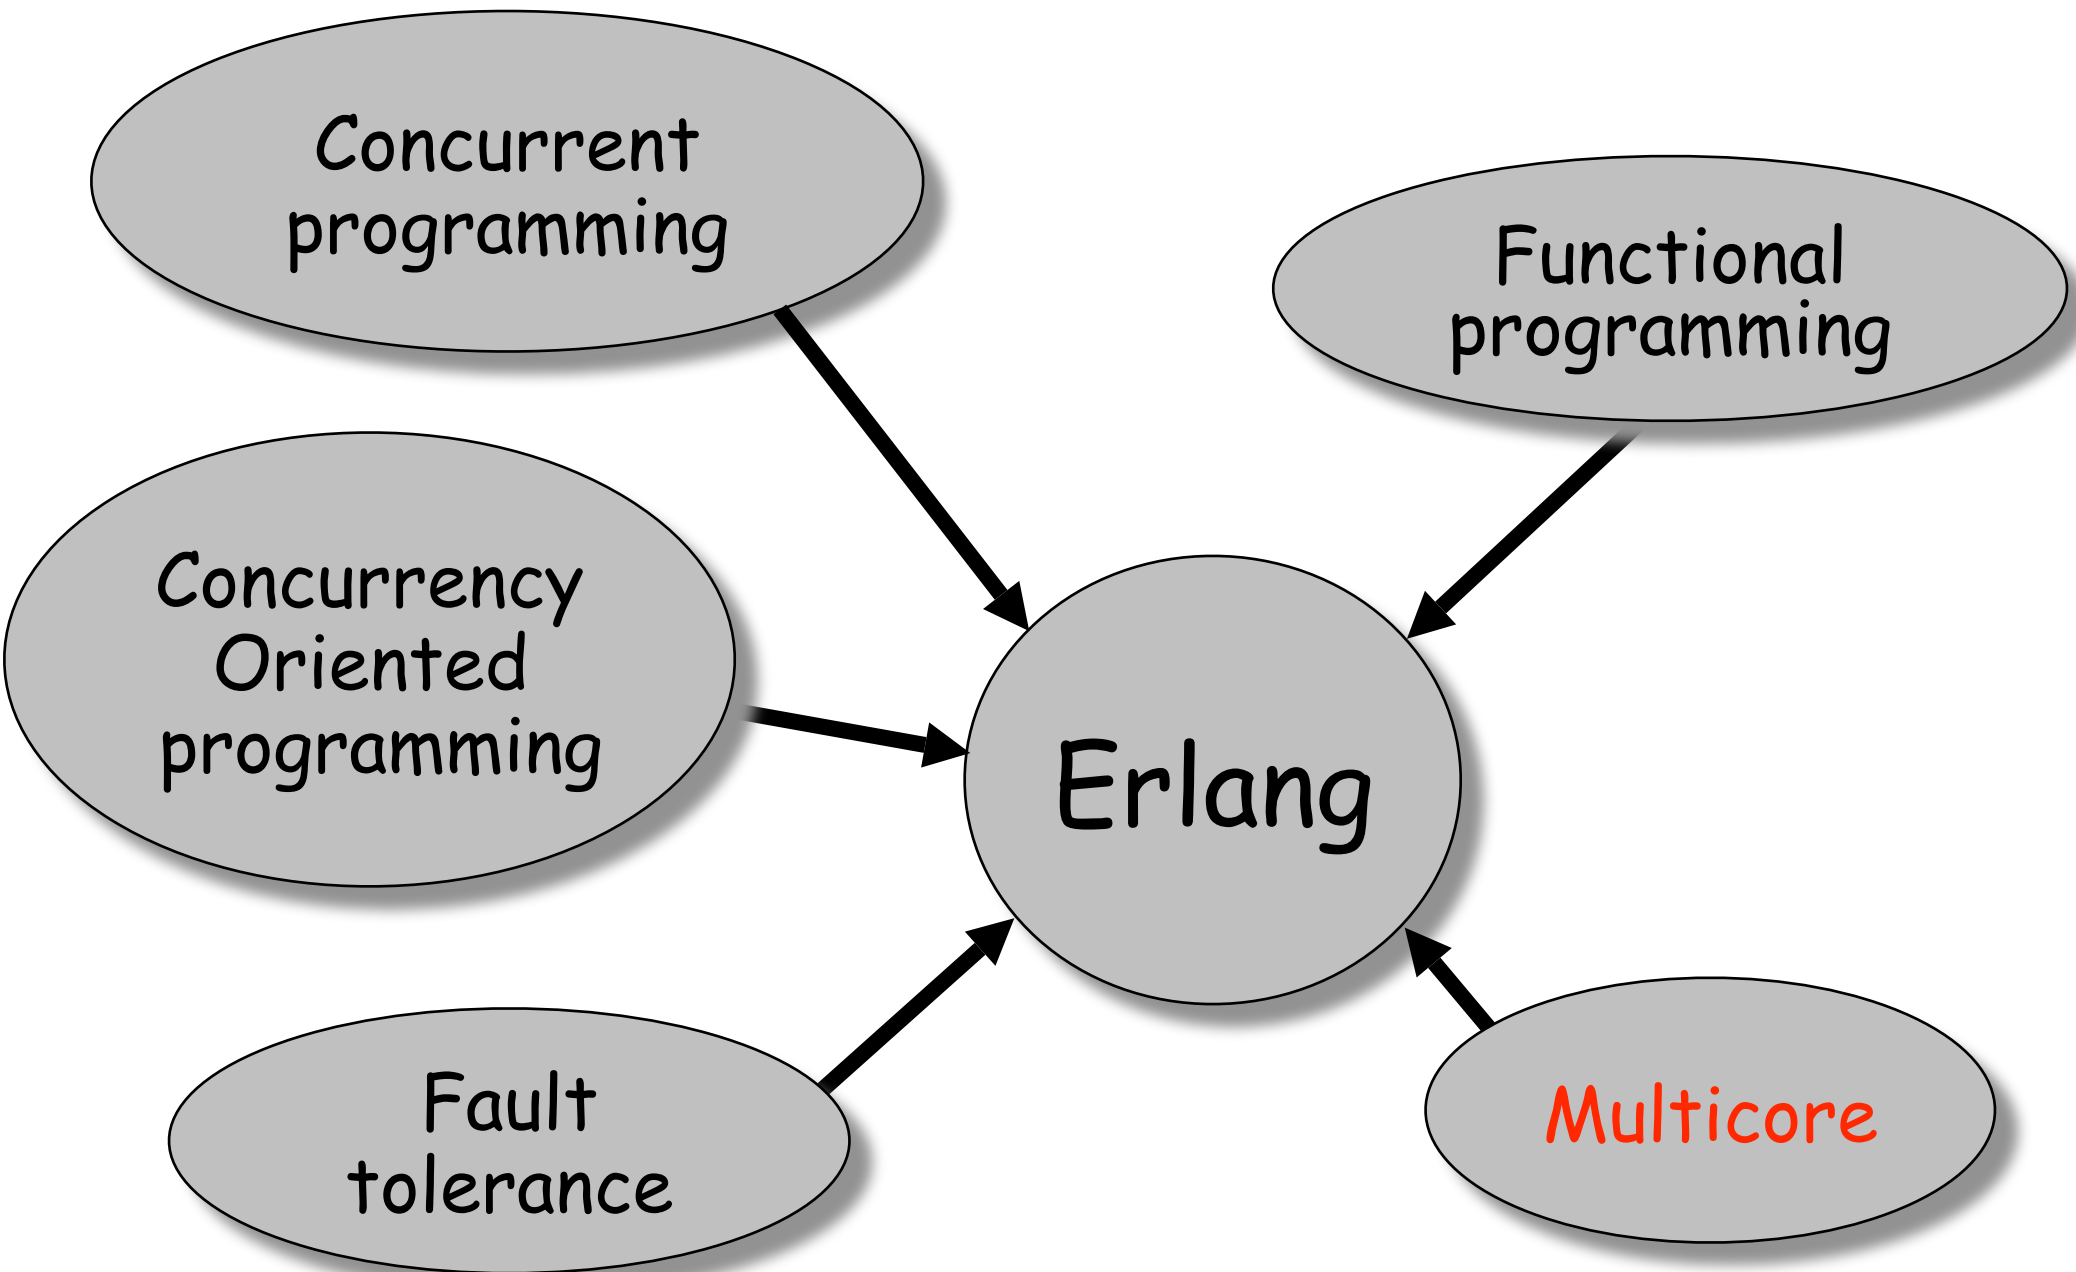 Concurrent
programming
Functional
programming
Concurrency
Oriented
programming
Erlang
Fault
tolerance
Multicore